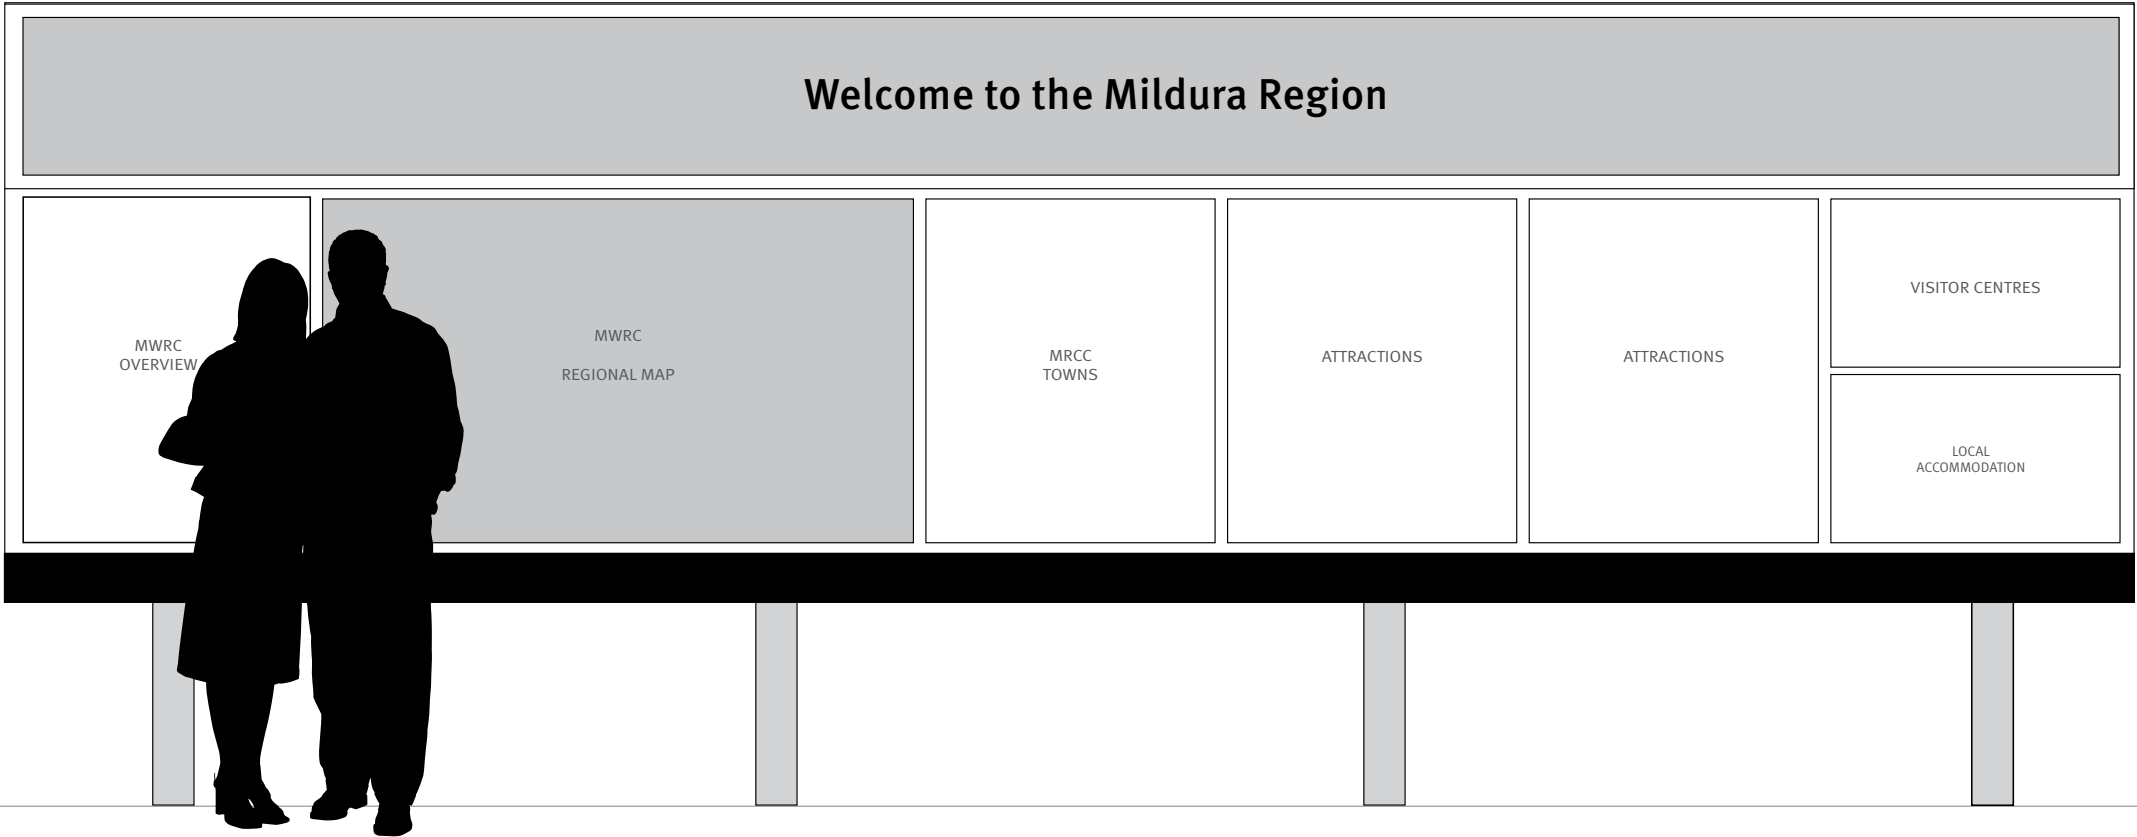 Welcome to the Mildura Region
MWRC
OVERVIEW
MWRC
REGIONAL MAP
MRCC
TOWNS
ATTRACTIONS
ATTRACTIONS
VISITOR CENTRES
LOCAL
ACCOMMODATION